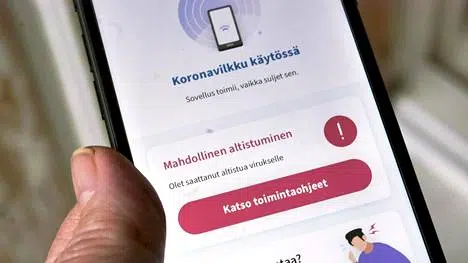 Koronavilkku käytössä
Sovellus toimii, vaikka suljet sen.
Mahdollinen altistuminen
!
Olet saattanut altistua virukselle
Katso toimintaohjeet